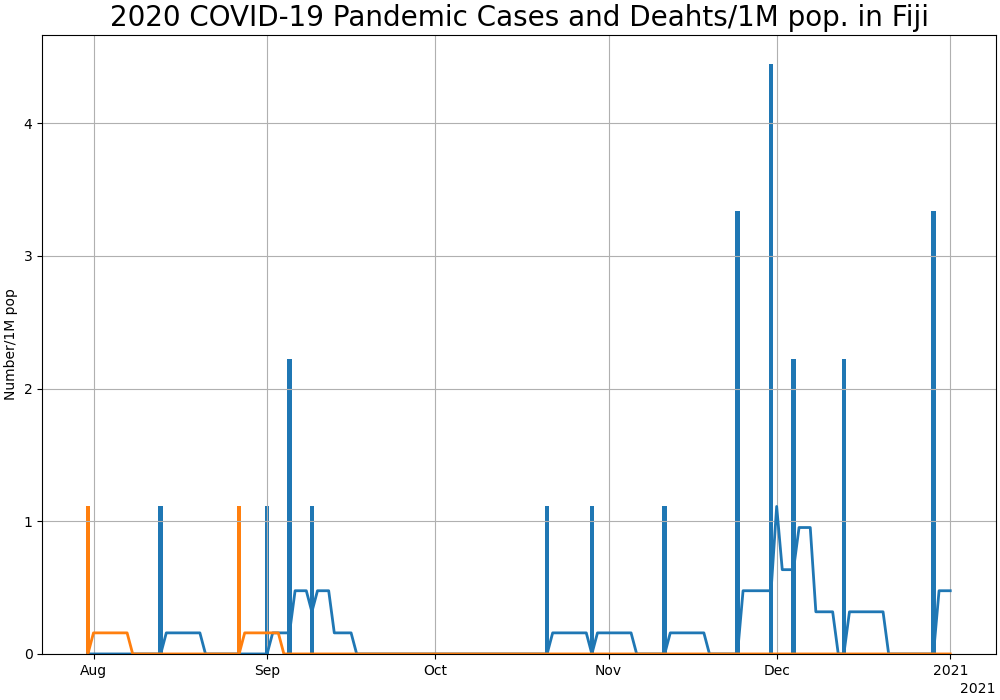 2020 COVID-19 Pandemic Cases and Deahts/1M pop. in Fiji
Number/1M pop
4
3
2
1
0
Aug Sep Oct Nov Dec 2021
2021